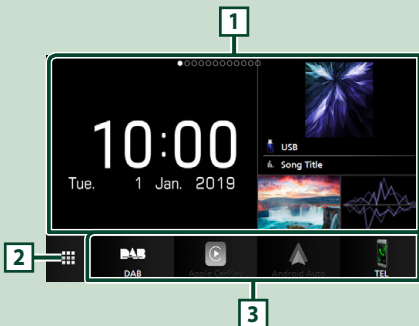 1
10:00
Tue. 1 Jan. 2019
USB
Song Title
2
DAB
DAB Apple CarPlay Android Auto TEL
3